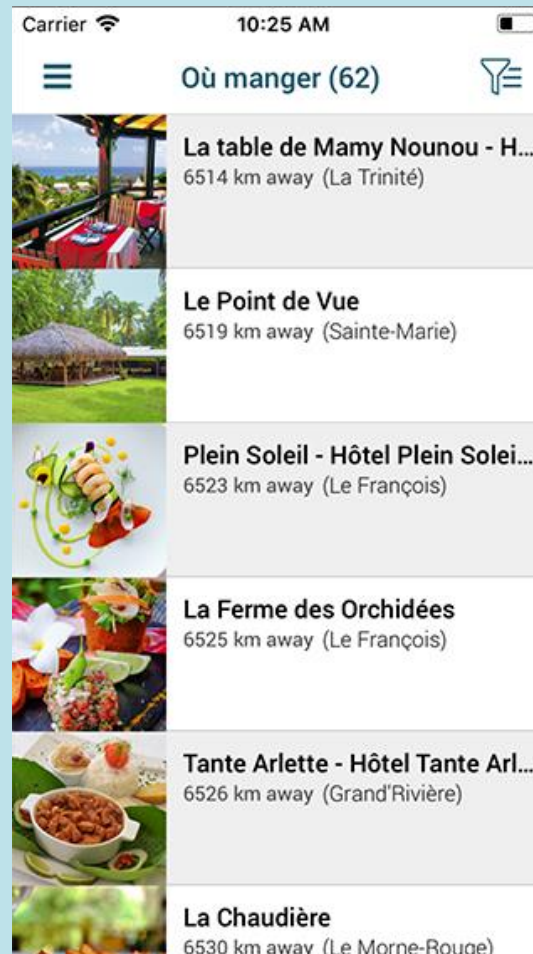 Carrier 10:25 AM
Où manger (62)
La table de Mamy Nounou - H...
6514 km away (La Trinité)
Le Point de Vue
6519 km away (Sainte-Marie)
Plein Soleil - Hôtel Plein Solei...
6523 km away (Le François)
La Ferme des Orchidées
6525 km away (Le François)
Tante Arlette - Hôtel Tante Arl...
6526 km away (Grand'Rivière)
La Chaudière
6530 km away (Le Morne-Rouge)